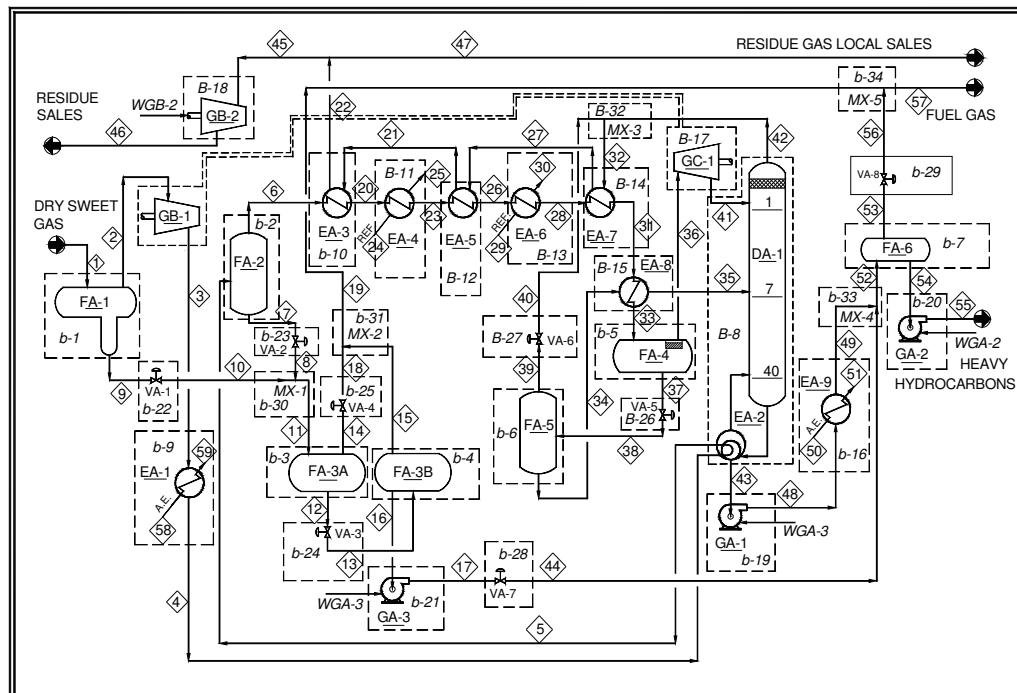 45
47
RESIDUE GAS LOCAL SALES
B-18
b-34
MX-5
57
FUEL GAS
RESIDUE
SALES
WGB-2
GB-2
46
22
21
27
B-32
MX-3
B-17
GC-1
42
56
VA-8
b-29
DRY SWEET
GAS
1
2
GB-1
6
b-2
FA-2
20
B-11
25
26
30
32
B-14
EA-3
b-10
EA-4
REF.
24
23
EA-5
B-12
EA-6
REF.
29
28
B-13
EA-7
31
36
41
1
DA-1
7
40
53
FA-6
b-7
FA-1
b-1
3
19
B-15
EA-8
35
B-8
52
54
b-33
MX-4
b-20
55
GA-2
WGA-2
HEAVY
HYDROCARBONS
7
b-23
VA-2
8
b-31
MX-2
40
B-27
VA-6
33
b-5
FA-4
9
VA-1
b-22
10
MX-1
b-30
18
b-25
VA-4
39
34
VA-5
B-26
37
EA-2
49
EA-9
51
A.E.
50
b-16
11
14
15
b-6
FA-5
38
b-9
EA-1
59
A.E.
58
b-3
FA-3A
FA-3B
b-4
12
16
VA-3
b-24
13
43
48
GA-1
WGA-3
b-19
WGA-3
GA-3
b-21
17
b-28
VA-7
44
4
5